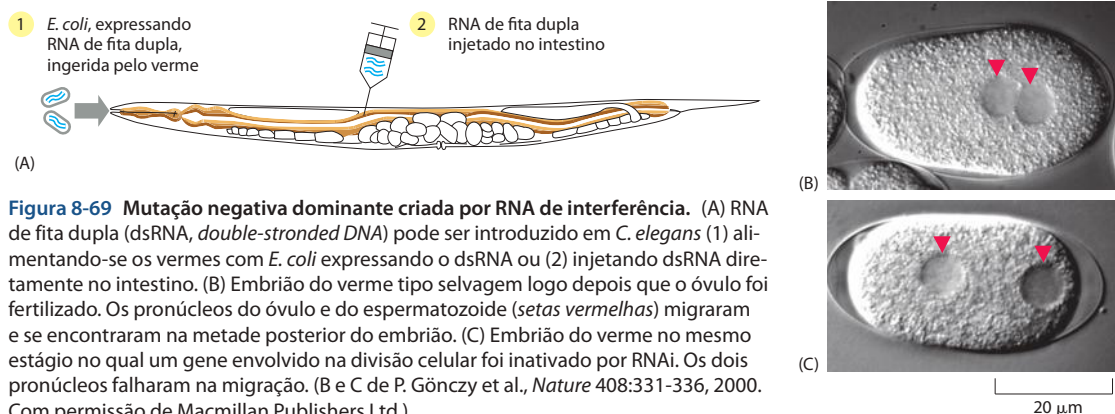 1 E. coli, expressando
RNA de fita dupla,
ingerida pelo verme
2 RNA de fita dupla
injetado no intestino
(A)
Figura 8-69 Mutação negativa dominante criada por RNA de interferência. (A) RNA
de fita dupla (dsRNA, double-stronded DNA) pode ser introduzido em C. elegans (1) ali-
mentando-se os vermes com E. coli expressando o dsRNA ou (2) injetando dsRNA dire-
tamente no intestino. (B) Embrião do verme tipo selvagem logo depois que o óvulo foi
fertilizado. Os pronúcleos do óvulo e do espermatozoide (setas vermelhas) migraram
e se encontraram na metade posterior do embrião. (C) Embrião do verme no mesmo
estágio no qual um gene envolvido na divisão celular foi inativado por RNAi. Os dois
pronúcleos falharam na migração. (B e C de P. Gönczy et al., Nature 408:331-336, 2000.
Com permissão de Macmillan Publishers Ltd.)
(B)
(C)
20 μm